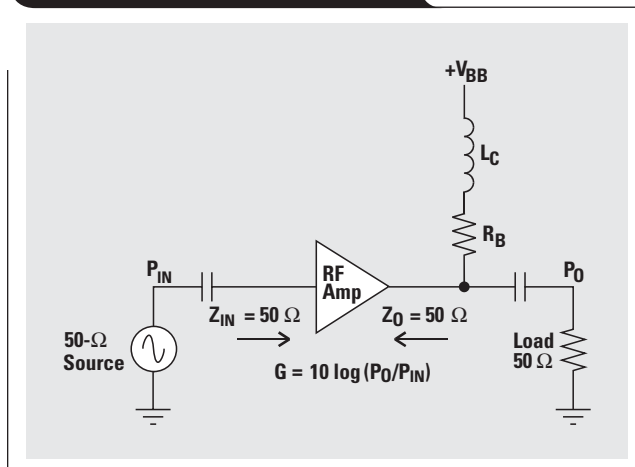 +VBB
LC
RB
PIN
RF
Amp
PO
ZIN = 50 Ω
ZO = 50 Ω
50-Ω
Source
Load
50 Ω
G = 10 log (PO/PIN)